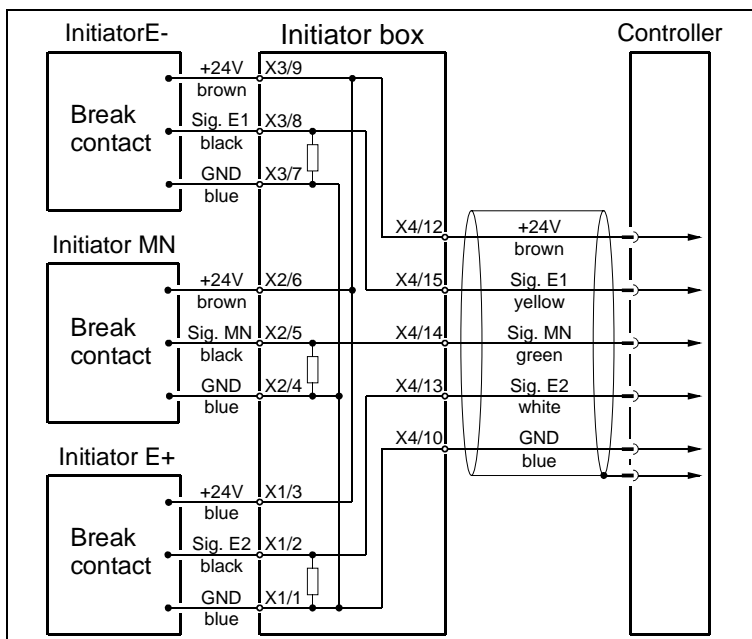 InitiatorE-
Initiator box
Controller
+24V
X3/9
brown
Break
contact
Sig. E1
X3/8
black
GND
X3/7
blue
X4/12
+24V
brown
Initiator MN
+24V
X2/6
brown
X4/15
Sig. E1
yellow
Break
contact
Sig. MN
X2/5
black
X4/14
Sig. MN
green
GND
X2/4
blue
X4/13
Sig. E2
white
X4/10
GND
blue
Initiator E+
+24V
X1/3
blue
Break
contact
Sig. E2
X1/2
black
GND
X1/1
blue